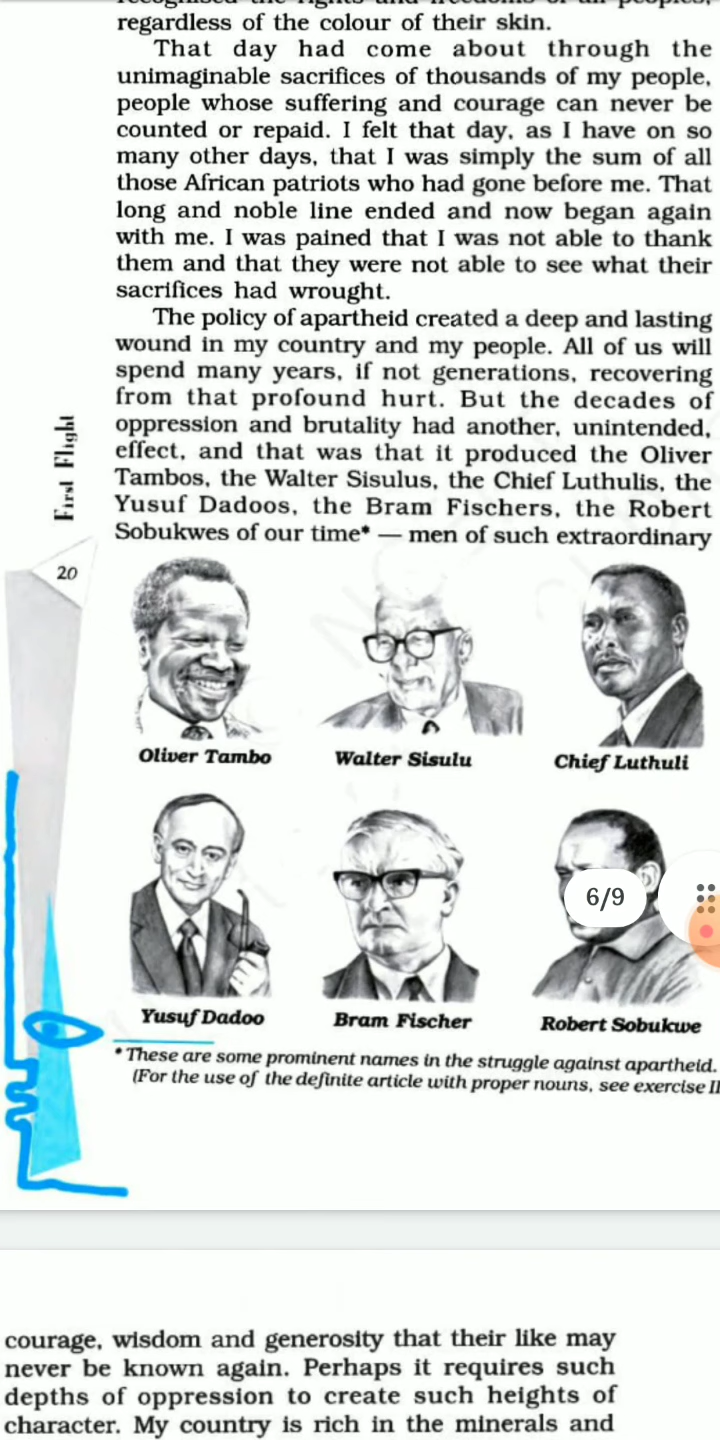 recognised the rights and freedoms of all peoples,
regardless of the colour of their skin.
That day had come about through the
unimaginable sacrifices of thousands of my people,
people whose suffering and courage can never be
counted or repaid. I felt that day, as I have on so
many other days, that I was simply the sum of all
those African patriots who had gone before me. That
long and noble line ended and now began again
with me. I was pained that I was not able to thank
them and that they were not able to see what their
sacrifices had wrought.
The policy of apartheid created a deep and lasting
wound in my country and my people. All of us will
spend many years, if not generations, recovering
from that profound hurt. But the decades of
oppression and brutality had another, unintended,
effect, and that was that it produced the Oliver
Tambos, the Walter Sisulus, the Chief Luthulis, the
Yusuf Dadoos, the Bram Fischers, the Robert
Sobukwes of our time* — men of such extraordinary
First Flight
20
Oliver Tambo
Walter Sisulu
Chief Luthuli
6/9
Yusuf Dadoo
Bram Fischer
Robert Sobukwe
* These are some prominent names in the struggle against apartheid.
(For the use of the definite article with proper nouns, see exercise II
courage, wisdom and generosity that their like may
never be known again. Perhaps it requires such
depths of oppression to create such heights of
character. My country is rich in the minerals and